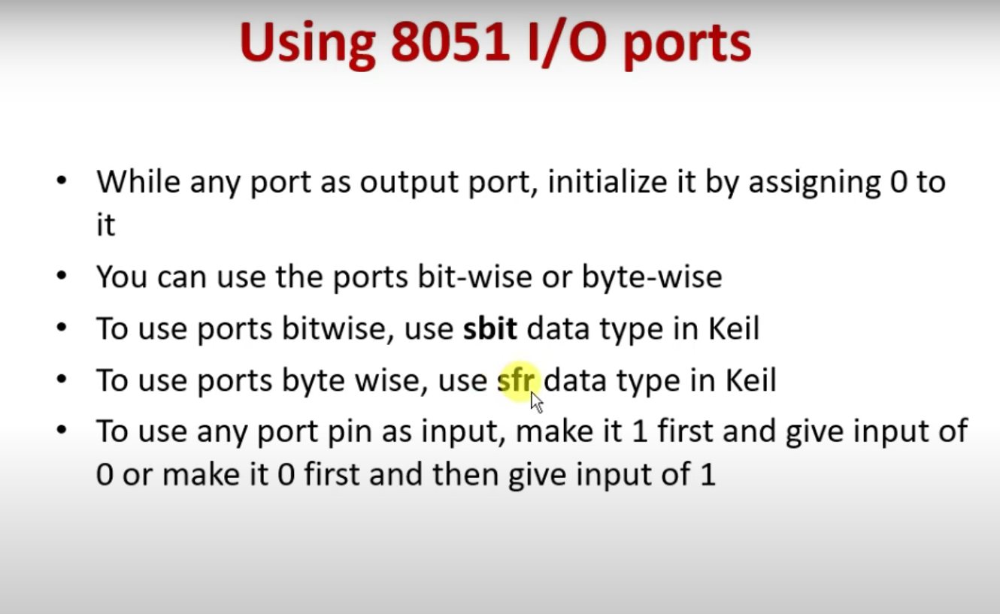 Using 8051 I/O ports
• While any port as output port, initialize it by assigning 0 to
it
• You can use the ports bit-wise or byte-wise
• To use ports bitwise, use sbit data type in Keil
• To use ports byte wise, use sfr data type in Keil
• To use any port pin as input, make it 1 first and give input of
0 or make it 0 first and then give input of 1